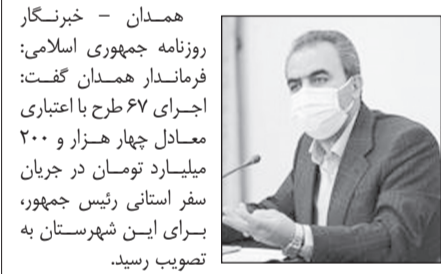 همدان – خبرنگار
روزنامه جمهوری اسلامی:
فرماندار همدان گفت:
اجرای ۶۷ طرح با اعتباری
معادل چهار هزار و ۲۰۰
میلیارد تومان در جریان
سفر استانی رئیس جمهور،
برای این شهرستان به
تصویب رسید.